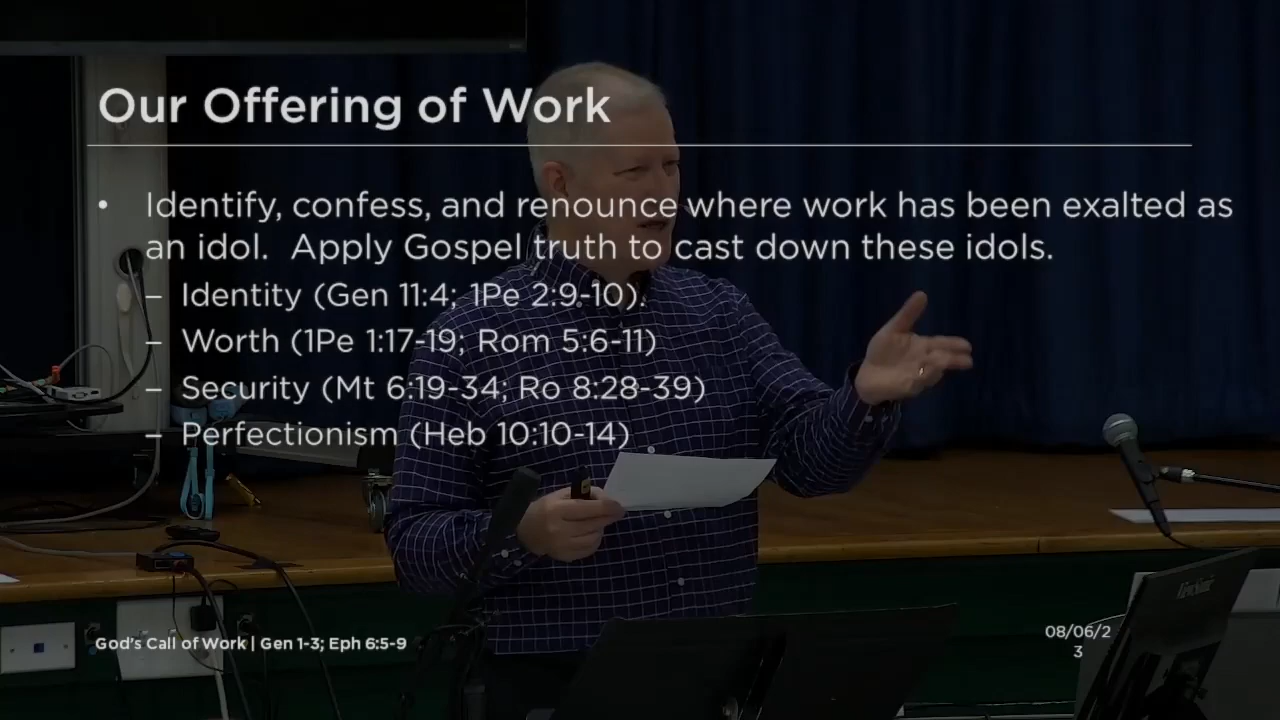 Our Offering of Work
• Identify, confess, and renounce where work has been exalted as
an idol.  Apply Gospel truth to cast down these idols.
– Identity (Gen 11:4; 1Pe 2:9-10).
– Worth (1Pe 1:17-19; Rom 5:6-11)
– Security (Mt 6:19-34; Ro 8:28-39)
– Perfectionism (Heb 10:10-14)
God's Call of Work | Gen 1-3; Eph 6:5-9
08/06/2
3